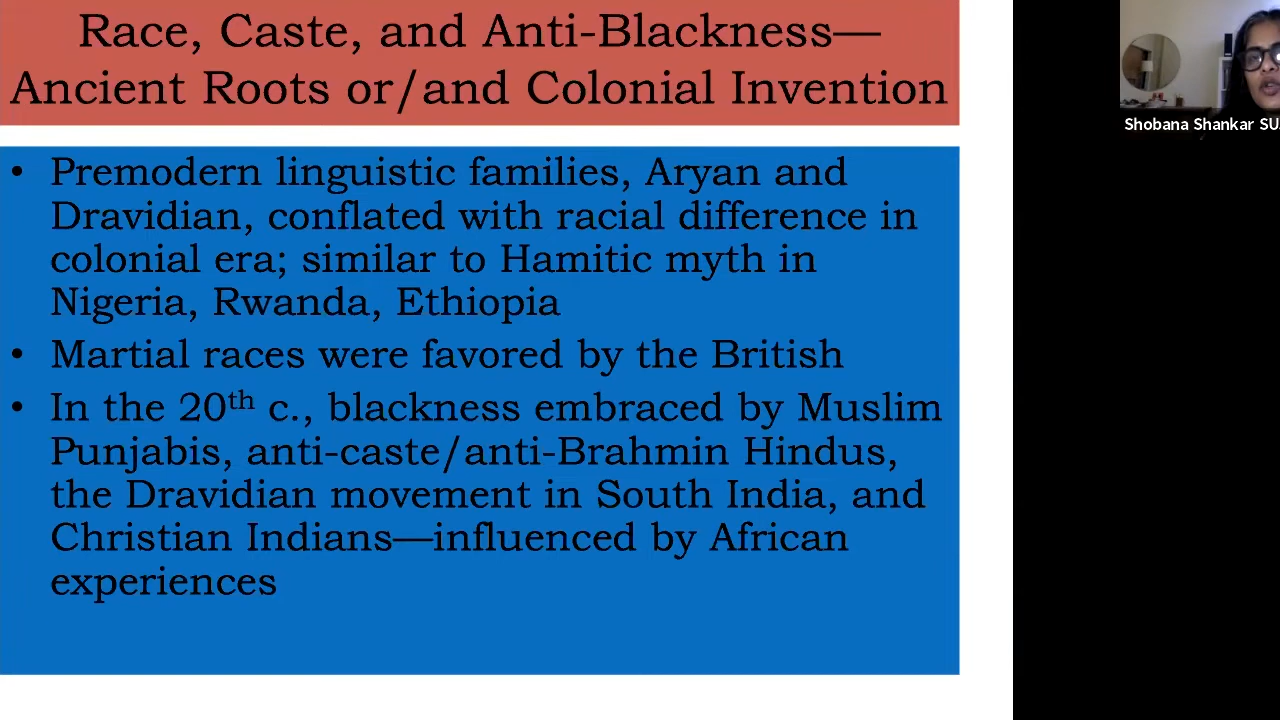 Race, Caste, and Anti-Blackness—
Ancient Roots or/and Colonial Invention
• Premodern linguistic families, Aryan and
Dravidian, conflated with racial difference in
colonial era; similar to Hamitic myth in
Nigeria, Rwanda, Ethiopia
• Martial races were favored by the British
• In the 20th c., blackness embraced by Muslim
Punjabis, anti-caste/anti-Brahmin Hindus,
the Dravidian movement in South India, and
Christian Indians—influenced by African
experiences
Shobana Shankar SU